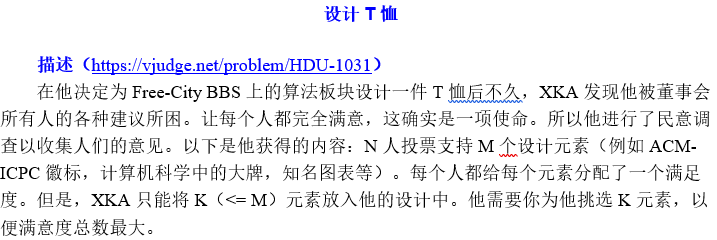 设计 T 恤
描述（https://vjudge.net/problem/HDU-1031）
在他决定为 Free-City BBS 上的算法板块设计一件 T 恤后不久，XKA 发现他被董事会
所有人的各种建议所困。让每个人都完全满意，这确实是一项使命。所以他进行了民意调
查以收集人们的意见。以下是他获得的内容：N 人投票支持 M 个设计元素（例如 ACM-
ICPC 徽标，计算机科学中的大牌，知名图表等）。每个人都给每个元素分配了一个满足
度。但是，XKA 只能将 K（<= M）元素放入他的设计中。他需要你为他挑选 K 元素，以
便满意度总数最大。